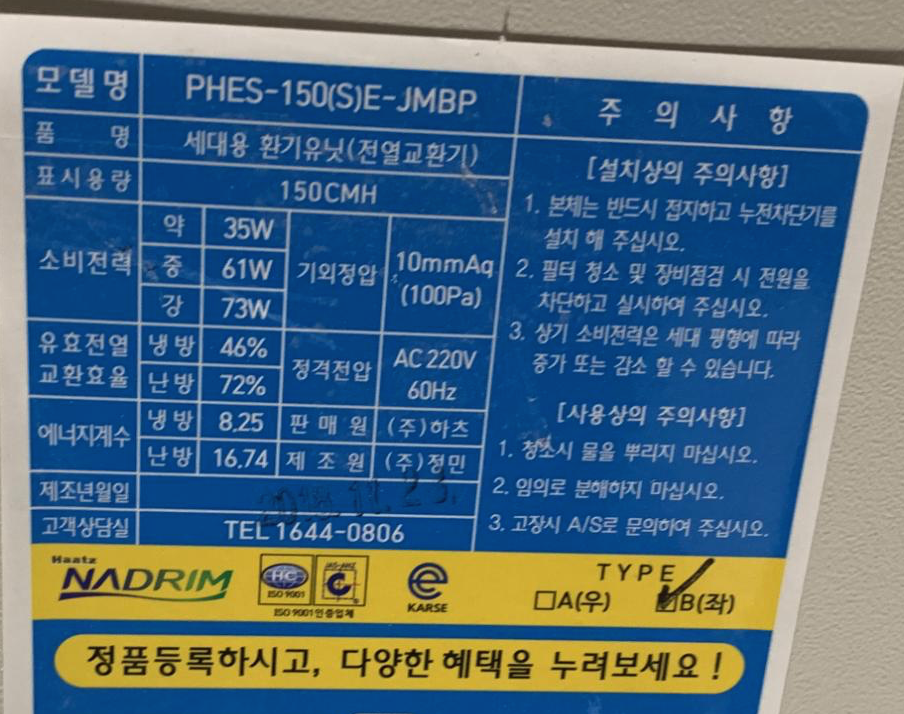 모델명 PHES-150(S)E-JMBP
품 명 세대용 환기유닛(전열교환기)
표시용량 150CMH
소비전력 약 35W 중 61W 강 73W 기외정압 10mmAq (100Pa)
유효전열 교환효율 냉방 46% 난방 72% 정격전압 AC 220V 60Hz
에너지계수 냉방 8.25 판매원 (주)하츠
난방 16.74 제조원 (주)정민
제조년월일
고객상담실 TEL 1644-0806
주 의 사 항
[설치상의 주의사항]
1. 본체는 반드시 접지하고 누전차단기를
설치 해 주십시오.
2. 필터 청소 및 장비점검 시 전원을
차단하고 실시하여 주십시오.
3. 상기 소비전력은 세대 평형에 따라
증가 또는 감소 할 수 있습니다.
[사용상의 주의사항]
1. 청소시 물을 뿌리지 마십시오.
2. 임의로 분해하지 마십시오.
3. 고장시 A/S로 문의하여 주십시오.
Haatz
NADRIM
HC
ISO 9001
JAS-ANZ
ISO 9001 인증업체
KARSE
TYPE
□A(우) ☑B(좌)
정품등록하시고, 다양한 혜택을 누려보세요!